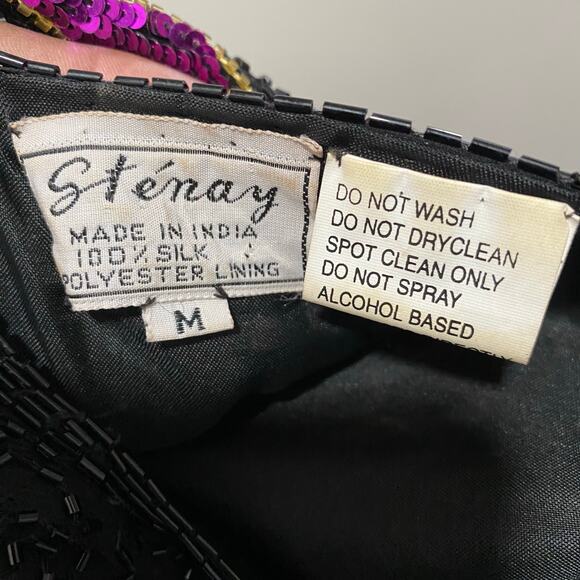 Sténay
MADE IN INDIA
100% SILK
POLYESTER LINING
M
DO NOT WASH
DO NOT DRYCLEAN
SPOT CLEAN ONLY
DO NOT SPRAY
ALCOHOL BASED